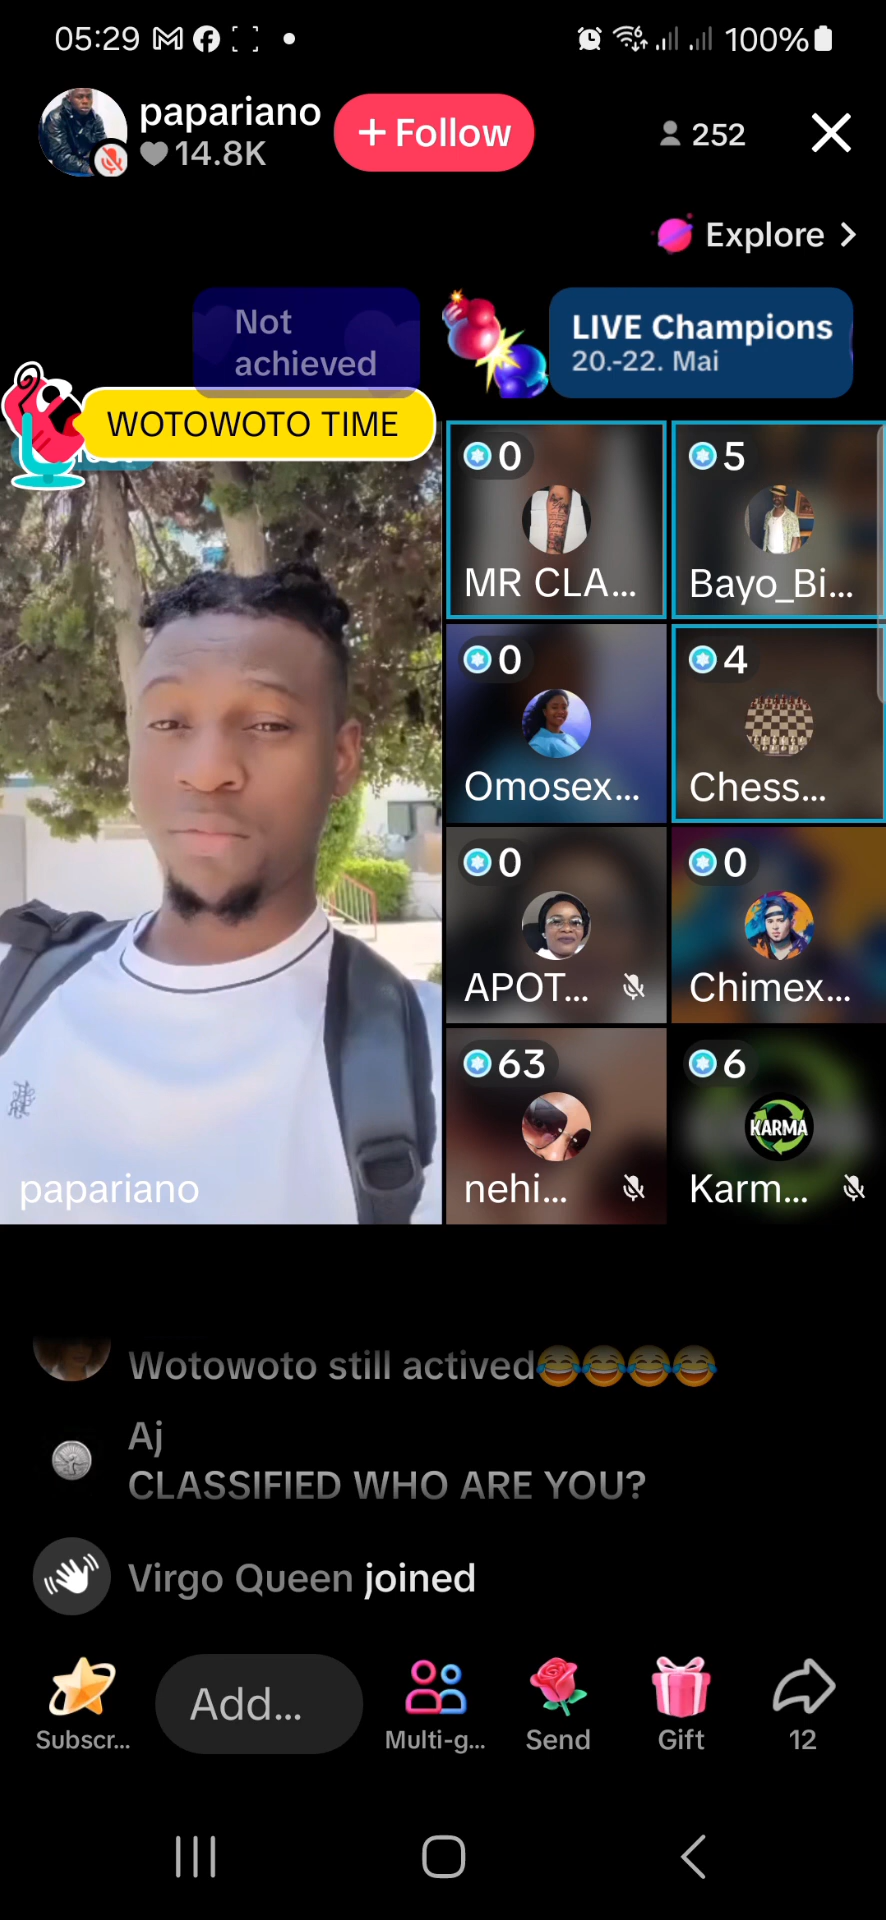 05:29
100%
papariano
14.8K
+ Follow
252
Explore
Not
achieved
LIVE Champions
20.-22. Mai
WOTOWOTO TIME
0
MR CLA...
5
Bayo_Bi...
0
Omosex...
4
Chess...
0
APOT...
0
Chimex...
63
nehi...
6
KARMA
Karm...
papariano
Wotowoto still actived😂😂😂😂
Aj
CLASSIFIED WHO ARE YOU?
Virgo Queen joined
Add...
Subscr...
Multi-g...
Send
Gift
12